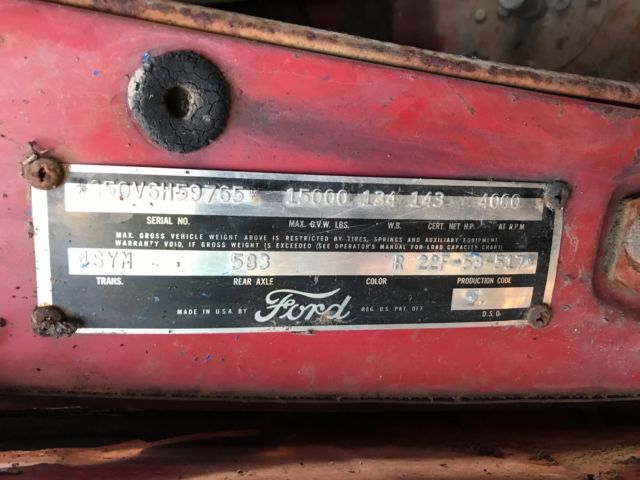 *C50V6H59765* 15000 134 143 4000
SERIAL NO. MAX. G.V.W. LBS. W.B. CERT. NET H.P. AT R.P.M.
MAX. GROSS VEHICLE WEIGHT ABOVE IS RESTRICTED BY TIRES, SPRINGS AND AUXILIARY EQUIPMENT.
WARRANTY VOID, IF GROSS WEIGHT IS EXCEEDED (SEE OPERATOR'S MANUAL FOR LOAD CAPACITY CHART)
4SYM 583 R
TRANS. REAR AXLE COLOR PRODUCTION CODE
MADE IN U.S.A. BY Ford REG. U.S. PAT. OFF. D.S.O.